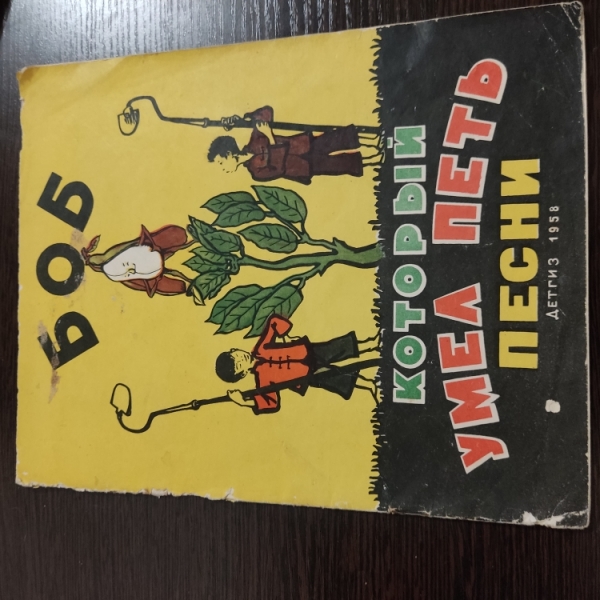 БОБ
КОТОРЫЙ
УМЕЛ ПЕТЬ
ПЕСНИ
ДЕТГИЗ 1958